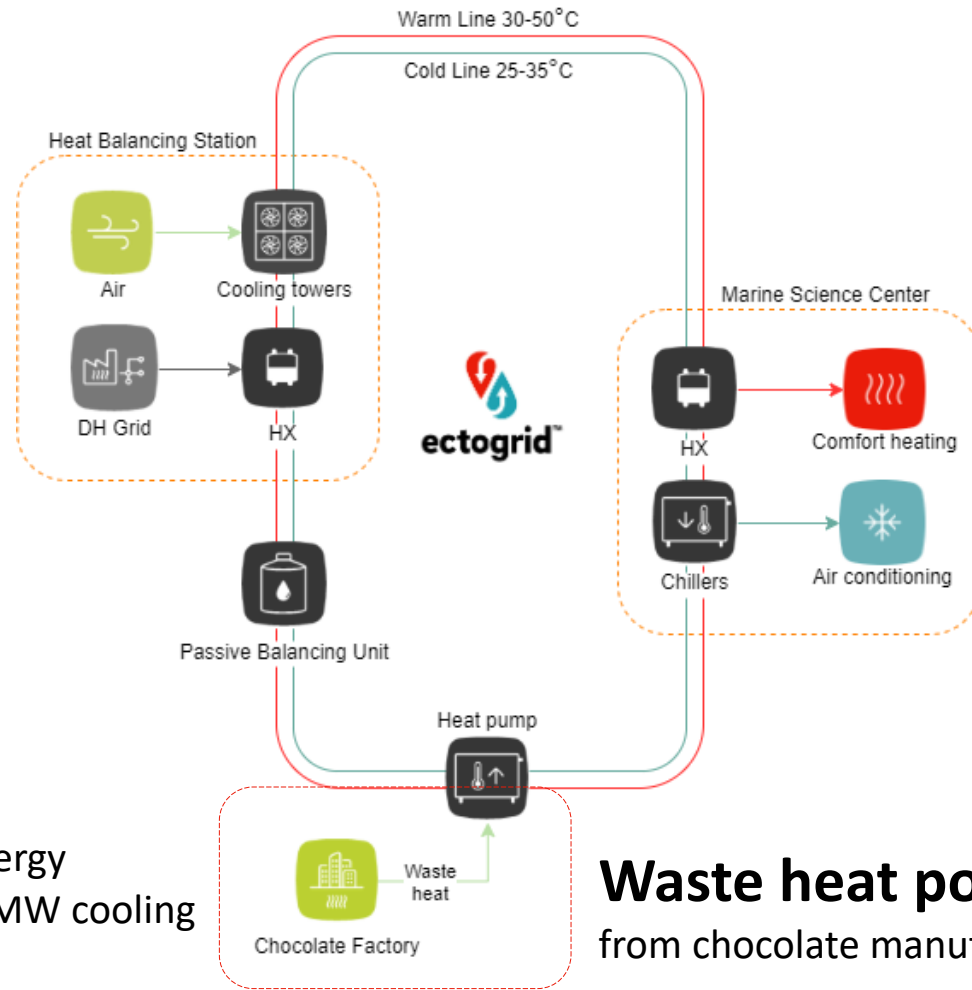 Warm Line 30-50°C
Cold Line 25-35°C
Heat Balancing Station
Air
Cooling towers
DH Grid
HX
ectogrid™
Marine Science Center
HX
Comfort heating
Chillers
Air conditioning
Passive Balancing Unit
Heat pump
Waste
heat
Chocolate Factory
ergy
MW cooling
Waste heat po
from chocolate manuf